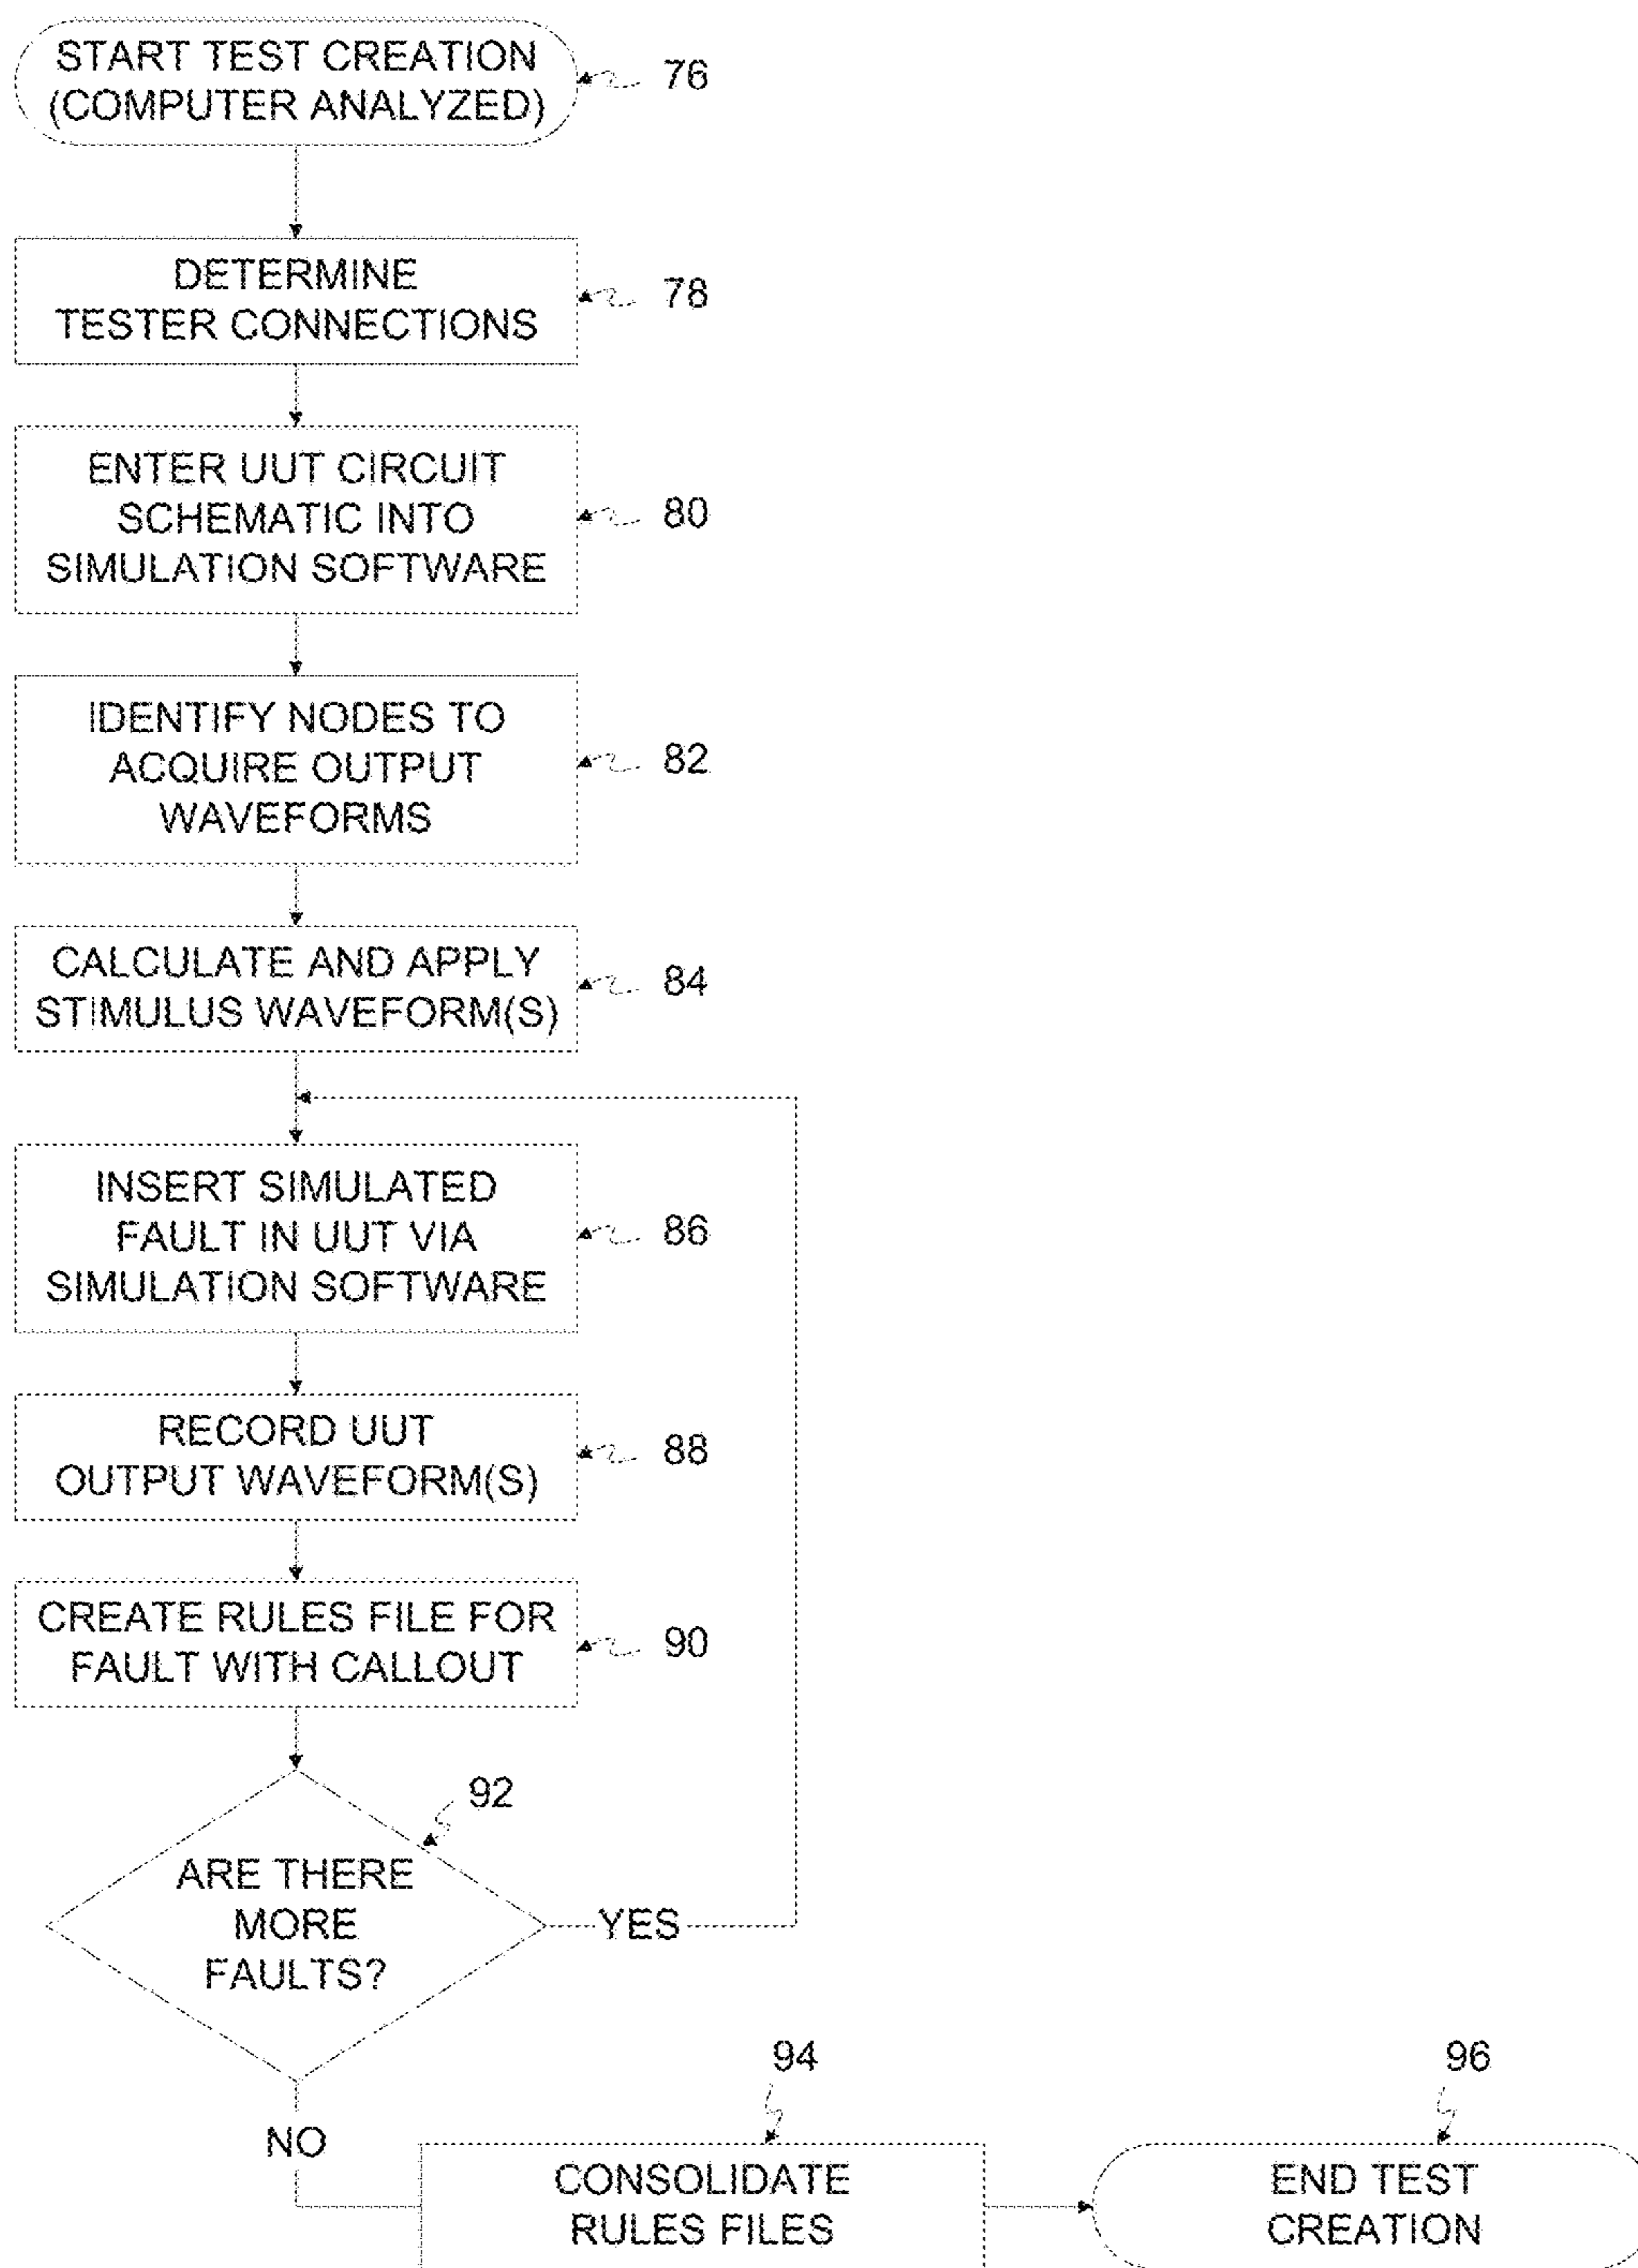 START TEST CREATION
(COMPUTER ANALYZED)
76
DETERMINE
TESTER CONNECTIONS
78
ENTER UUT CIRCUIT
SCHEMATIC INTO
SIMULATION SOFTWARE
80
IDENTIFY NODES TO
ACQUIRE OUTPUT
WAVEFORMS
82
CALCULATE AND APPLY
STIMULUS WAVEFORM(S)
84
INSERT SIMULATED
FAULT IN UUT VIA
SIMULATION SOFTWARE
86
RECORD UUT
OUTPUT WAVEFORM(S)
88
CREATE RULES FILE FOR
FAULT WITH CALLOUT
90
92
ARE THERE
MORE
FAULTS?
YES
NO
94
CONSOLIDATE
RULES FILES
96
END TEST
CREATION